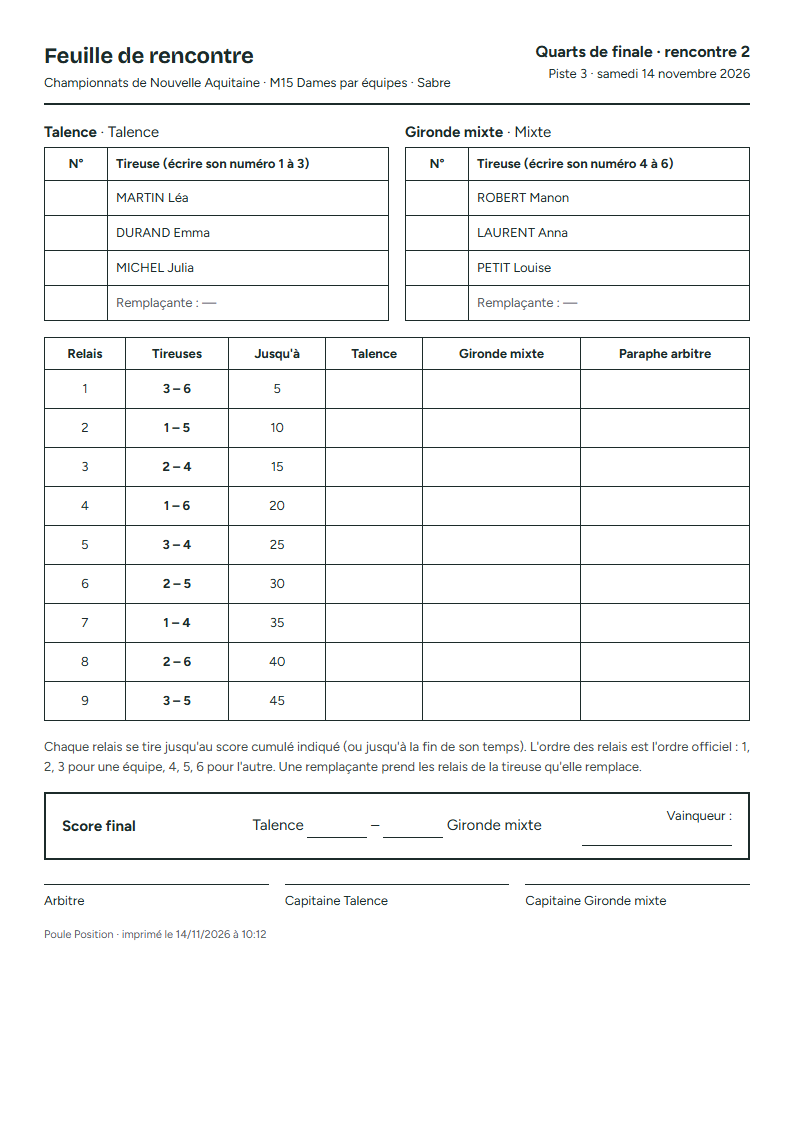 Feuille de rencontre
Championnats de Nouvelle Aquitaine · M15 Dames par équipes · Sabre
Quarts de finale · rencontre 2
Piste 3 · samedi 14 novembre 2026
Talence · Talence
N° Tireuse (écrire son numéro 1 à 3)
MARTIN Léa
DURAND Emma
MICHEL Julia
Remplaçante : —
Gironde mixte · Mixte
N° Tireuse (écrire son numéro 4 à 6)
ROBERT Manon
LAURENT Anna
PETIT Louise
Remplaçante : —
Relais Tireuses Jusqu'à Talence Gironde mixte Paraphe arbitre
1 3 – 6 5
2 1 – 5 10
3 2 – 4 15
4 1 – 6 20
5 3 – 4 25
6 2 – 5 30
7 1 – 4 35
8 2 – 6 40
9 3 – 5 45
Chaque relais se tire jusqu'au score cumulé indiqué (ou jusqu'à la fin de son temps). L'ordre des relais est l'ordre officiel : 1,
2, 3 pour une équipe, 4, 5, 6 pour l'autre. Une remplaçante prend les relais de la tireuse qu'elle remplace.
Score final Talence – Gironde mixte Vainqueur :
Arbitre Capitaine Talence Capitaine Gironde mixte
Poule Position · imprimé le 14/11/2026 à 10:12